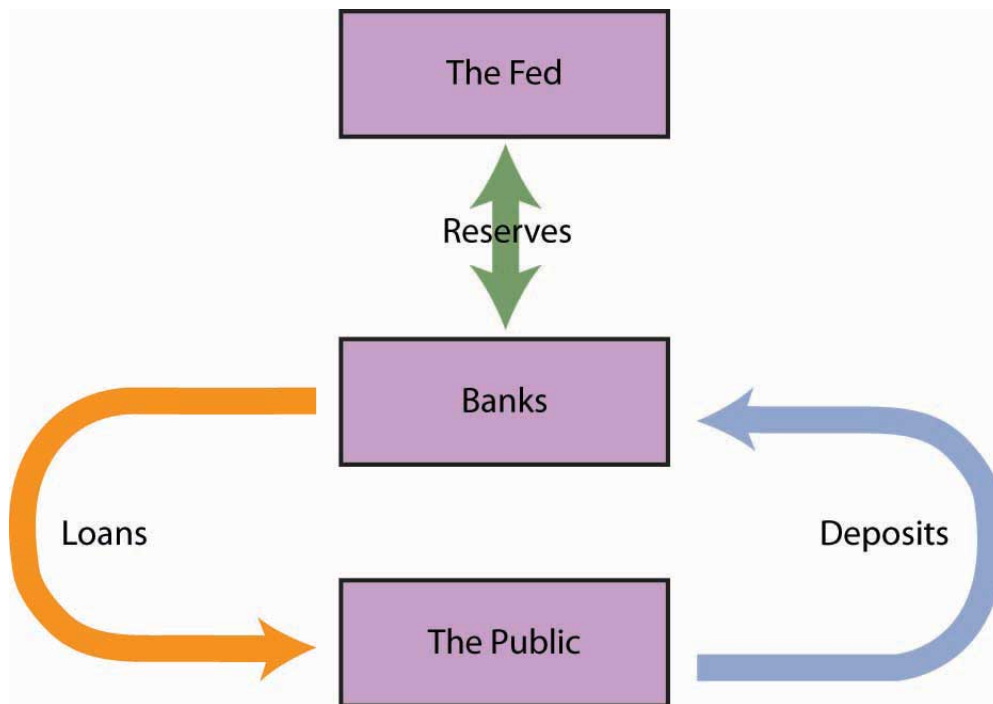 The Fed
Reserves
Banks
Loans
Deposits
The Public